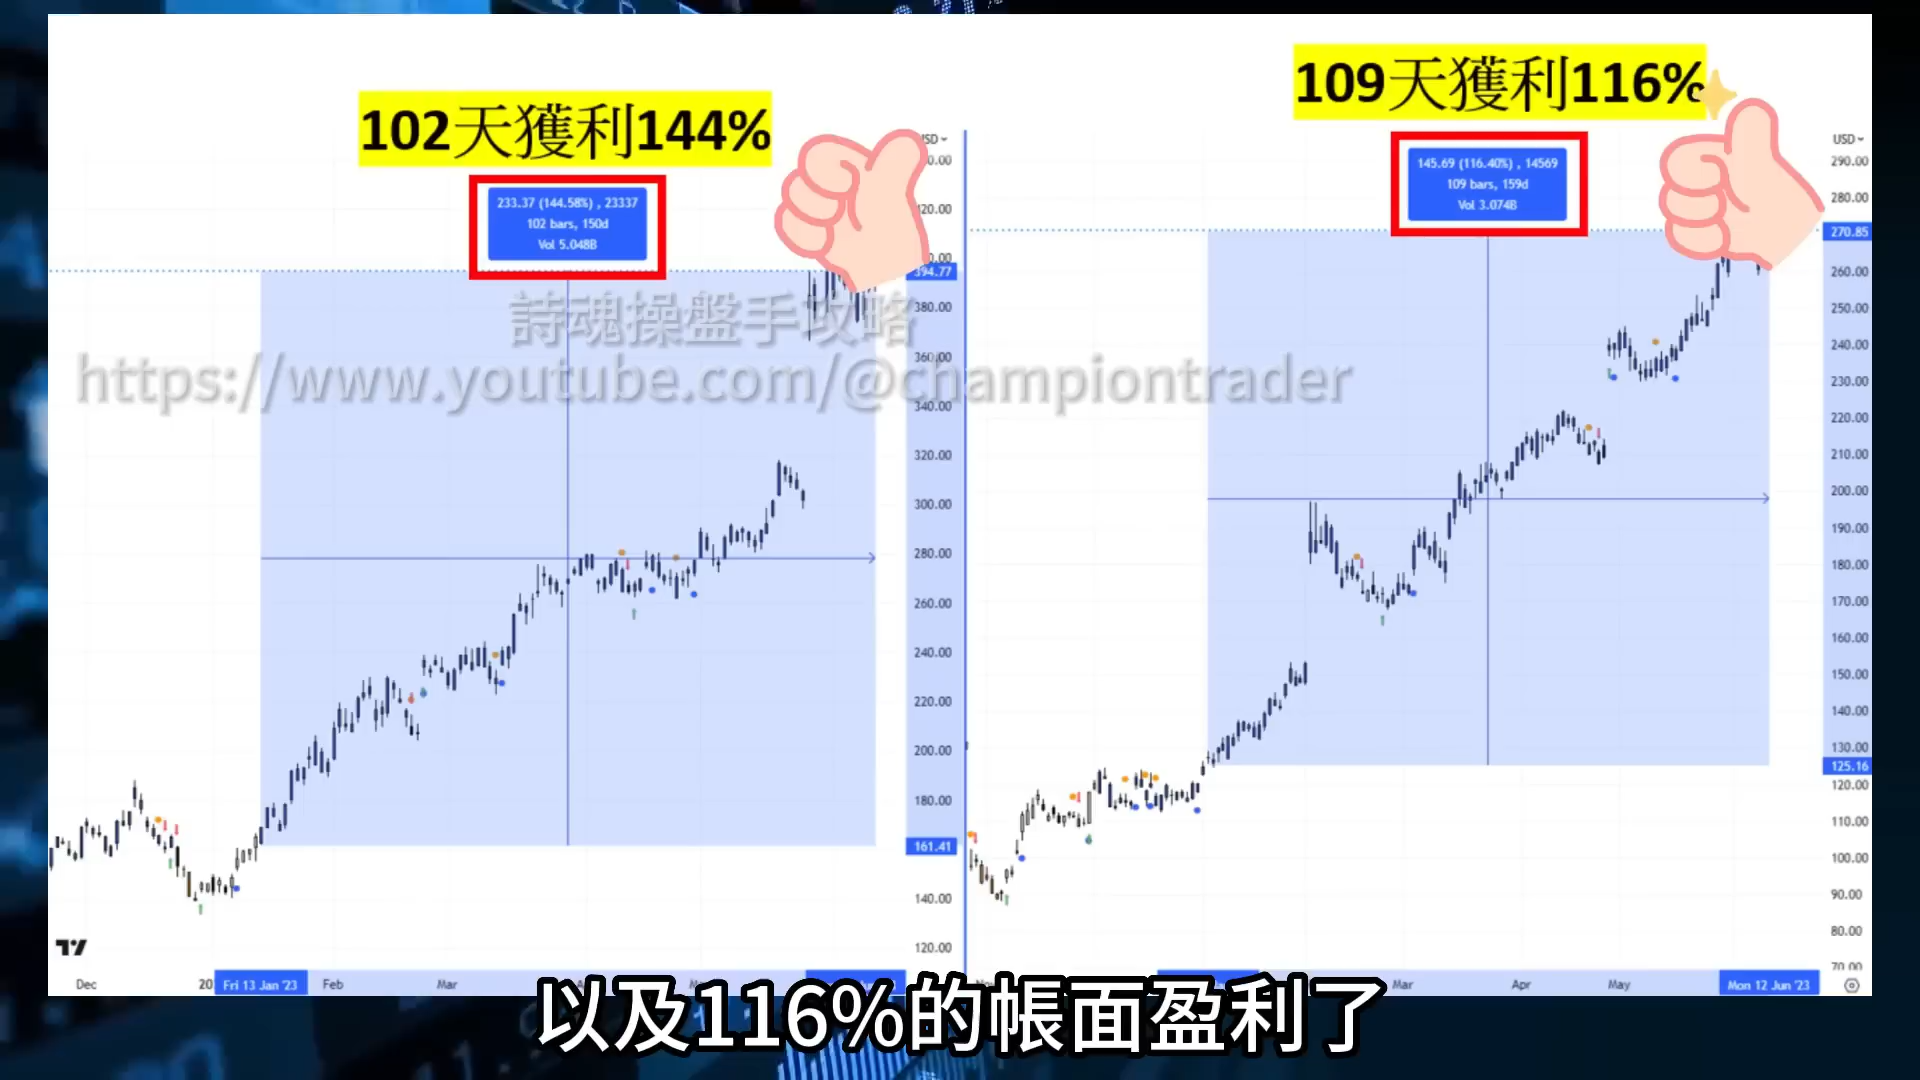 102天獲利144%
109天獲利116%
233.37 (144.58%) , 23337
102 bars, 150d
Vol 5.048B
145.69 (116.40%) , 14569
109 bars, 159d
Vol 3.074B
詩魂操盤手攻略
https://www.youtube.com/@championtrader
394.77
380.00
360.00
340.00
320.00
300.00
280.00
260.00
240.00
220.00
200.00
180.00
161.41
140.00
120.00
USD
290.00
280.00
270.85
260.00
250.00
240.00
230.00
220.00
210.00
200.00
190.00
180.00
170.00
160.00
150.00
140.00
130.00
125.16
120.00
110.00
100.00
90.00
80.00
70.00
Dec
Fri 13 Jan '23
Feb
Mar
Mar
Apr
May
Mon 12 Jun '23
以及116%的帳面盈利了